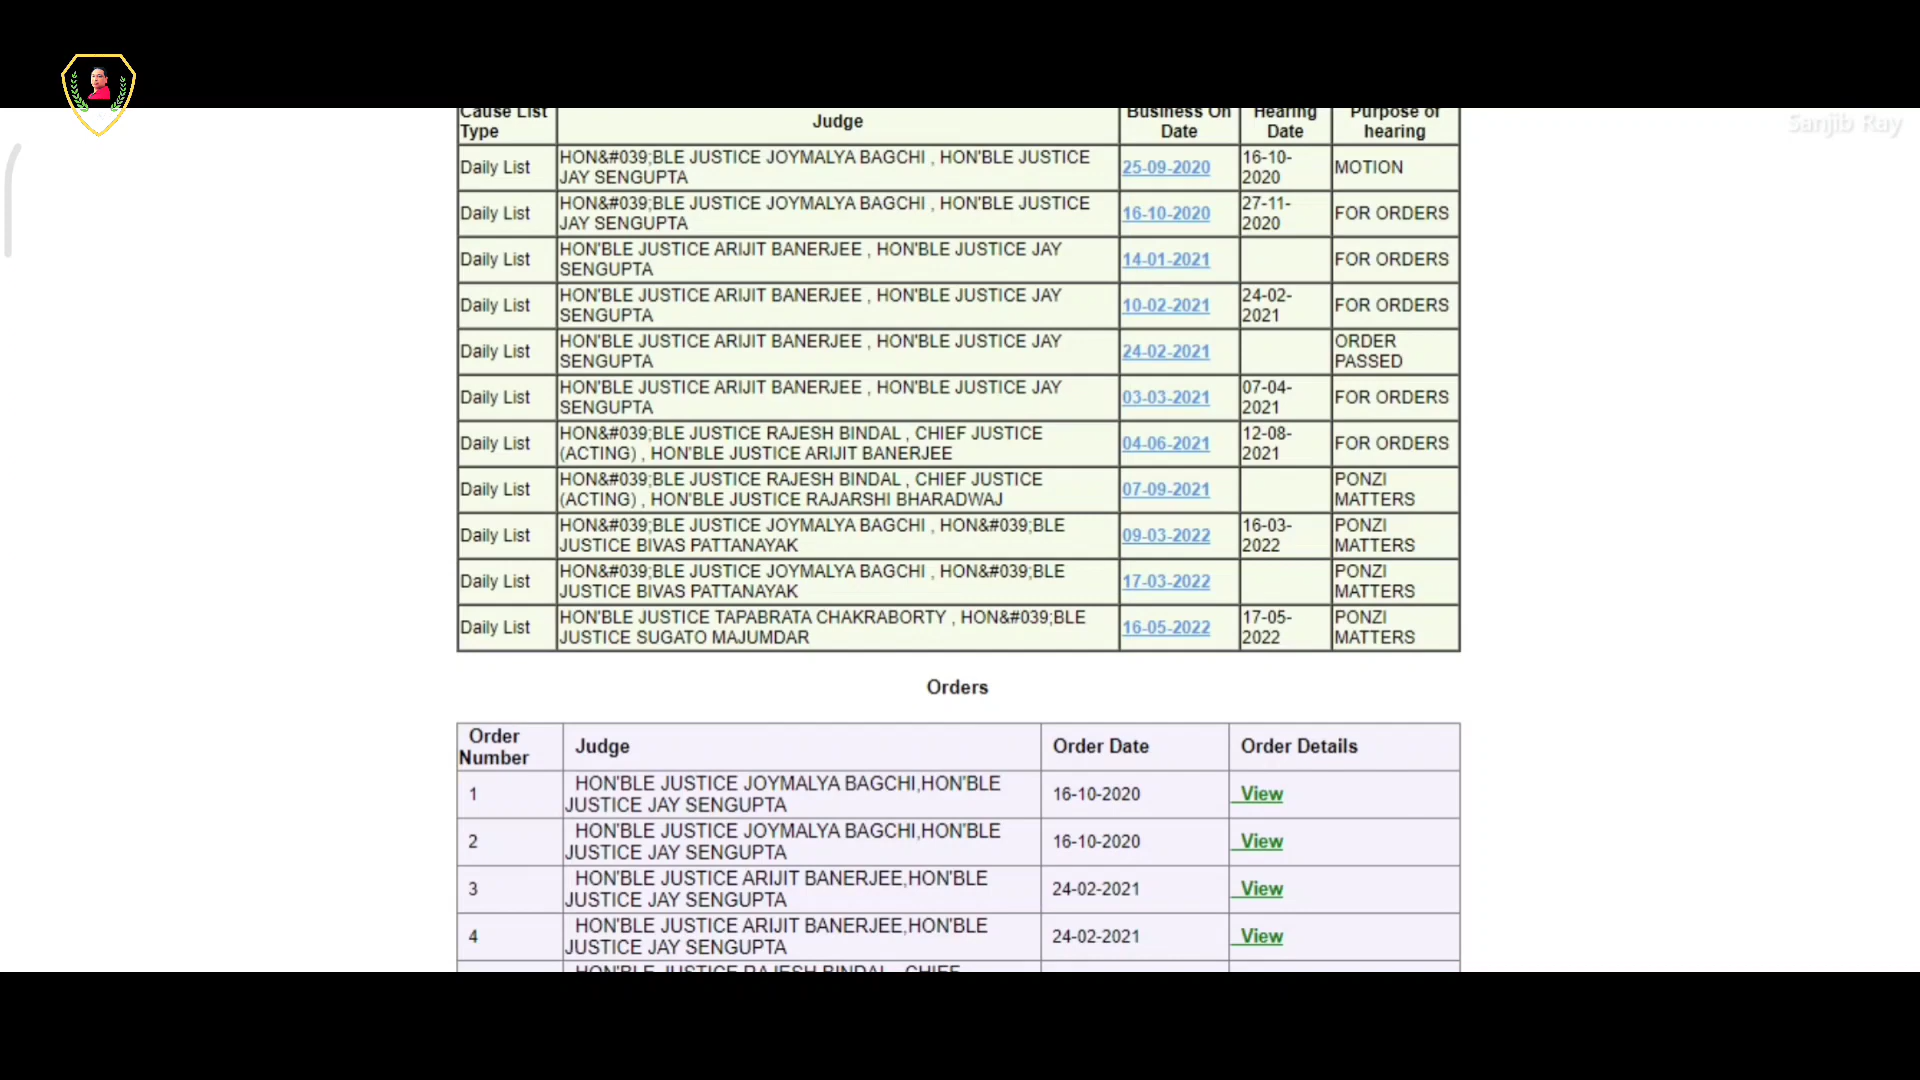 Sanjib Ray
Cause List Type | Judge | Business On Date | Hearing Date | Purpose of hearing
Daily List | HON&#039;BLE JUSTICE JOYMALYA BAGCHI , HON'BLE JUSTICE JAY SENGUPTA | 25-09-2020 | 16-10-2020 | MOTION
Daily List | HON&#039;BLE JUSTICE JOYMALYA BAGCHI , HON'BLE JUSTICE JAY SENGUPTA | 16-10-2020 | 27-11-2020 | FOR ORDERS
Daily List | HON'BLE JUSTICE ARIJIT BANERJEE , HON'BLE JUSTICE JAY SENGUPTA | 14-01-2021 | | FOR ORDERS
Daily List | HON'BLE JUSTICE ARIJIT BANERJEE , HON'BLE JUSTICE JAY SENGUPTA | 10-02-2021 | 24-02-2021 | FOR ORDERS
Daily List | HON'BLE JUSTICE ARIJIT BANERJEE , HON'BLE JUSTICE JAY SENGUPTA | 24-02-2021 | | ORDER PASSED
Daily List | HON'BLE JUSTICE ARIJIT BANERJEE , HON'BLE JUSTICE JAY SENGUPTA | 03-03-2021 | 07-04-2021 | FOR ORDERS
Daily List | HON&#039;BLE JUSTICE RAJESH BINDAL , CHIEF JUSTICE (ACTING) , HON'BLE JUSTICE ARIJIT BANERJEE | 04-06-2021 | 12-08-2021 | FOR ORDERS
Daily List | HON&#039;BLE JUSTICE RAJESH BINDAL , CHIEF JUSTICE (ACTING) , HON'BLE JUSTICE RAJARSHI BHARADWAJ | 07-09-2021 | | PONZI MATTERS
Daily List | HON&#039;BLE JUSTICE JOYMALYA BAGCHI , HON&#039;BLE JUSTICE BIVAS PATTANAYAK | 09-03-2022 | 16-03-2022 | PONZI MATTERS
Daily List | HON&#039;BLE JUSTICE JOYMALYA BAGCHI , HON&#039;BLE JUSTICE BIVAS PATTANAYAK | 17-03-2022 | | PONZI MATTERS
Daily List | HON'BLE JUSTICE TAPABRATA CHAKRABORTY , HON&#039;BLE JUSTICE SUGATO MAJUMDAR | 16-05-2022 | 17-05-2022 | PONZI MATTERS
Orders
Order Number | Judge | Order Date | Order Details
1 | HON'BLE JUSTICE JOYMALYA BAGCHI,HON'BLE JUSTICE JAY SENGUPTA | 16-10-2020 | View
2 | HON'BLE JUSTICE JOYMALYA BAGCHI,HON'BLE JUSTICE JAY SENGUPTA | 16-10-2020 | View
3 | HON'BLE JUSTICE ARIJIT BANERJEE,HON'BLE JUSTICE JAY SENGUPTA | 24-02-2021 | View
4 | HON'BLE JUSTICE ARIJIT BANERJEE,HON'BLE JUSTICE JAY SENGUPTA | 24-02-2021 | View
HON'BLE JUSTICE RAJESH BINDAL , CHIEF